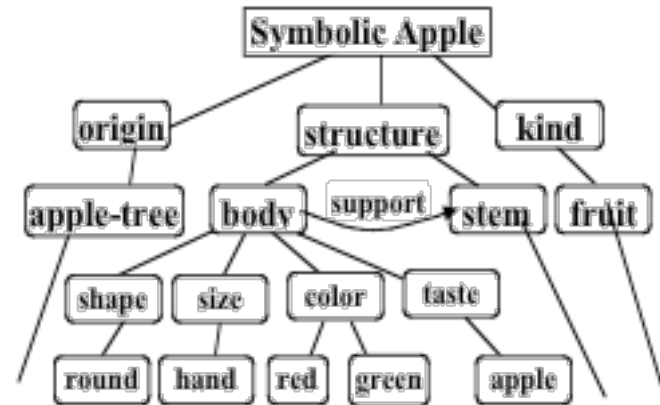 Symbolic Apple
origin
structure
kind
apple-tree
body
support
stem
fruit
shape
size
color
taste
round
hand
red
green
apple